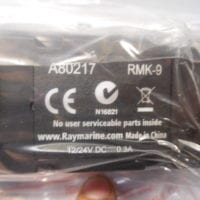 A80217 RMK-9
CE
N16821
No user serviceable parts inside.
www.Raymarine.com Made in China
12/24V DC 0.3A